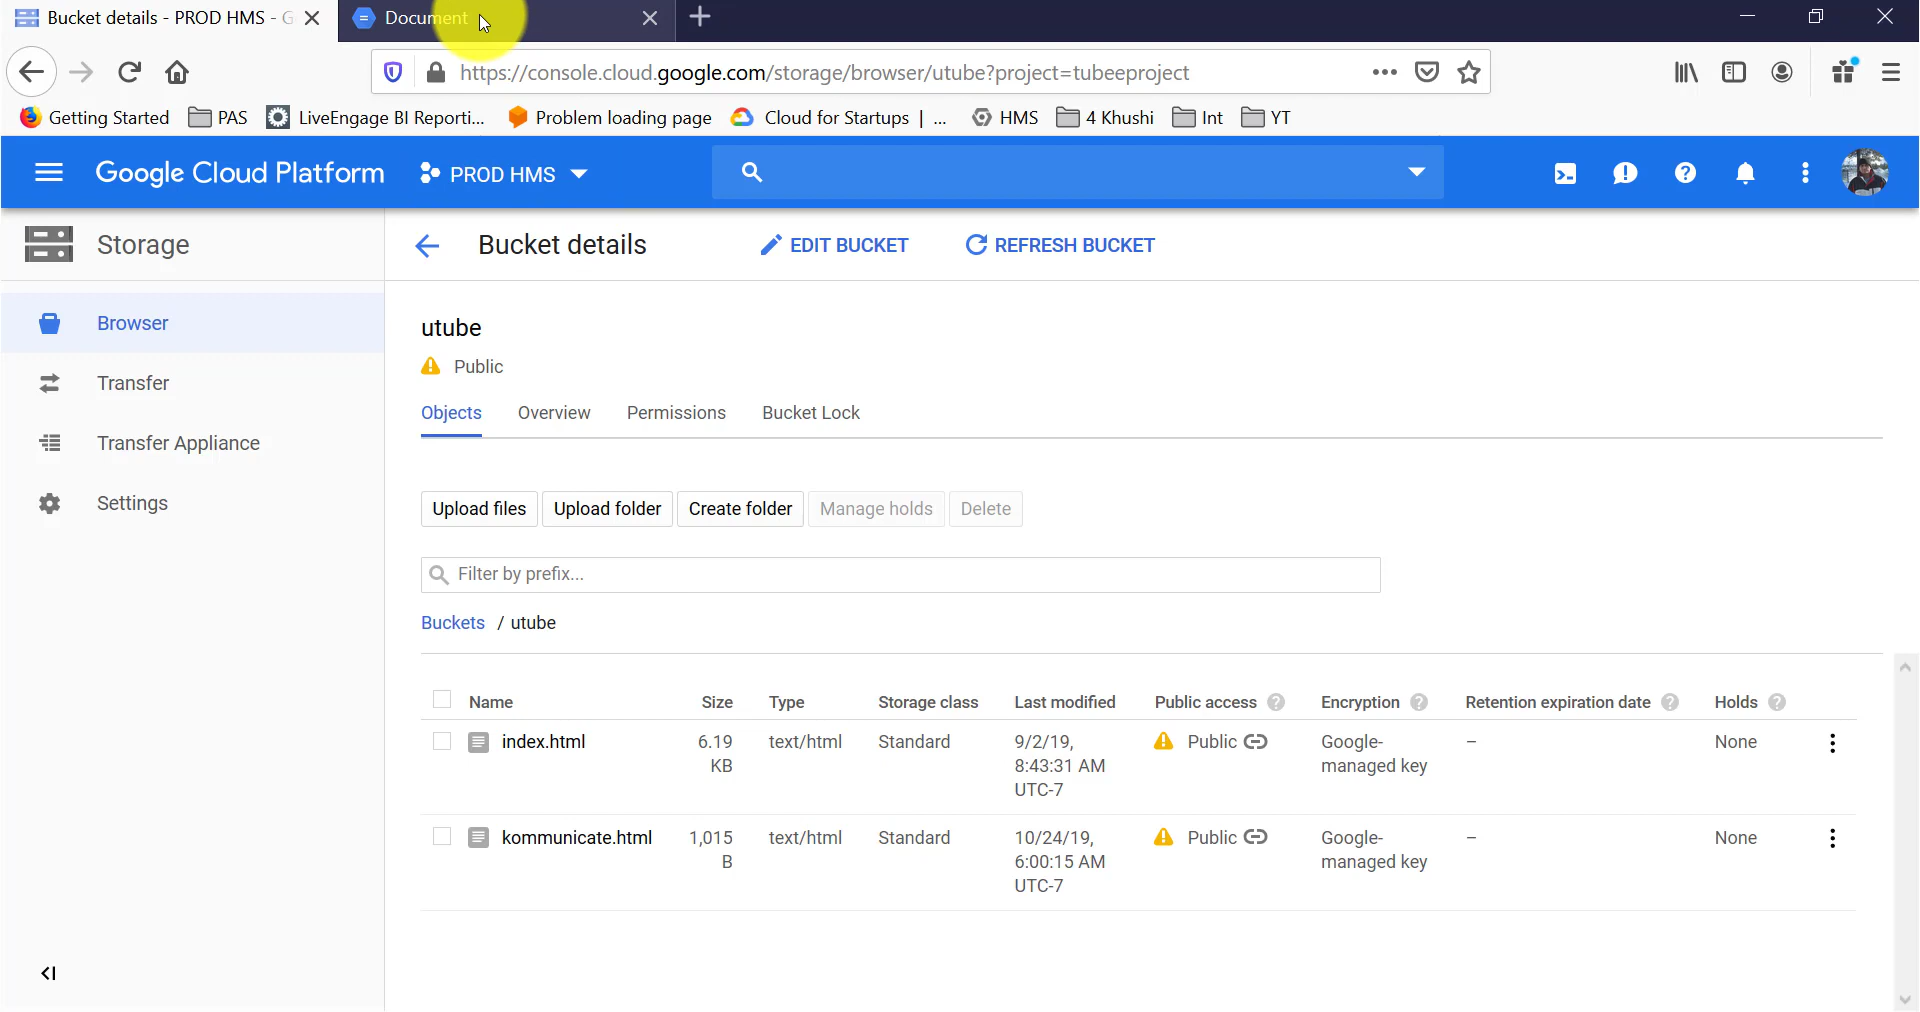 Bucket details - PROD HMS - G
Document
https://console.cloud.google.com/storage/browser/utube?project=tubeeproject
Getting Started PAS LiveEngage BI Reporti... Problem loading page Cloud for Startups | ... HMS 4 Khushi Int YT
Google Cloud Platform PROD HMS
Storage
Bucket details EDIT BUCKET REFRESH BUCKET
Browser
Transfer
Transfer Appliance
Settings
utube
Public
Objects Overview Permissions Bucket Lock
Upload files Upload folder Create folder Manage holds Delete
Filter by prefix...
Buckets / utube
Name Size Type Storage class Last modified Public access Encryption Retention expiration date Holds
index.html 6.19 text/html Standard 9/2/19, Public Google- – None
KB 8:43:31 AM managed key
UTC-7
kommunicate.html 1,015 text/html Standard 10/24/19, Public Google- – None
B 6:00:15 AM managed key
UTC-7